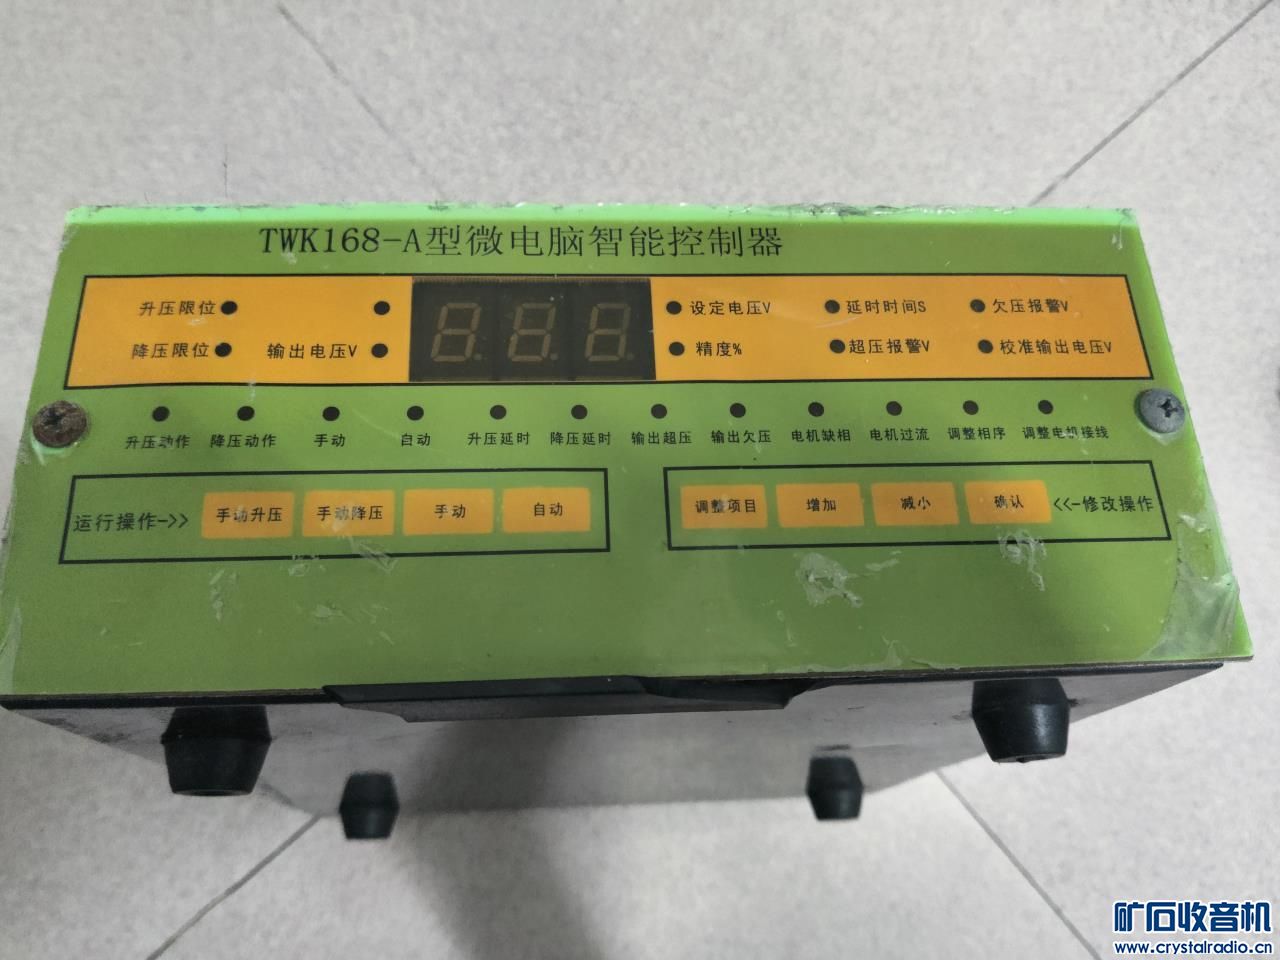 TWK168-A型微电脑智能控制器
升压限位 设定电压V 延时时间S 欠压报警V
降压限位 输出电压V 精度% 超压报警V 校准输出电压V
升压动作 降压动作 手动 自动 升压延时 降压延时 输出超压 输出欠压 电机缺相 电机过流 调整相序 调整电机接线
运行操作->> 手动升压 手动降压 手动 自动 调整项目 增加 减小 确认 <<-修改操作
矿石收音机
www.crystalradio.cn